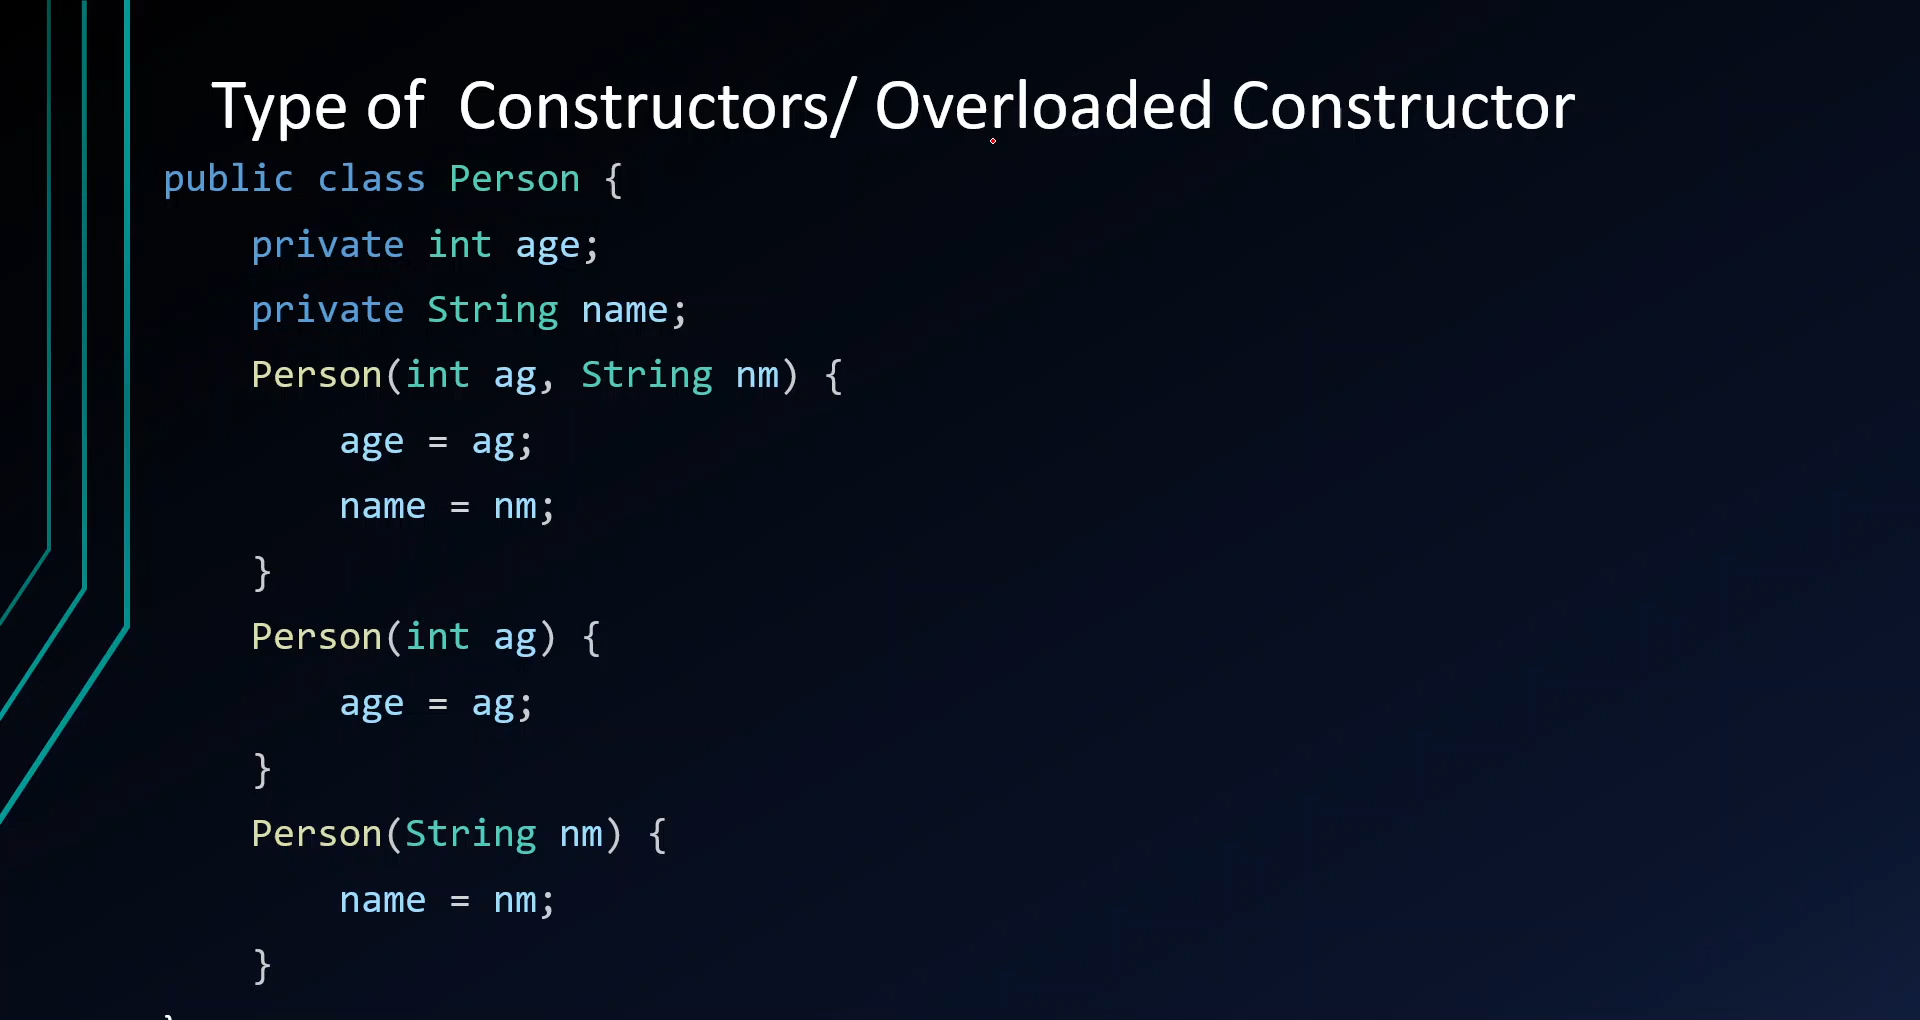 Type of  Constructors/ Overloaded Constructor
public class Person {
    private int age;
    private String name;
    Person(int ag, String nm) {
        age = ag;
        name = nm;
    }
    Person(int ag) {
        age = ag;
    }
    Person(String nm) {
        name = nm;
    }
}